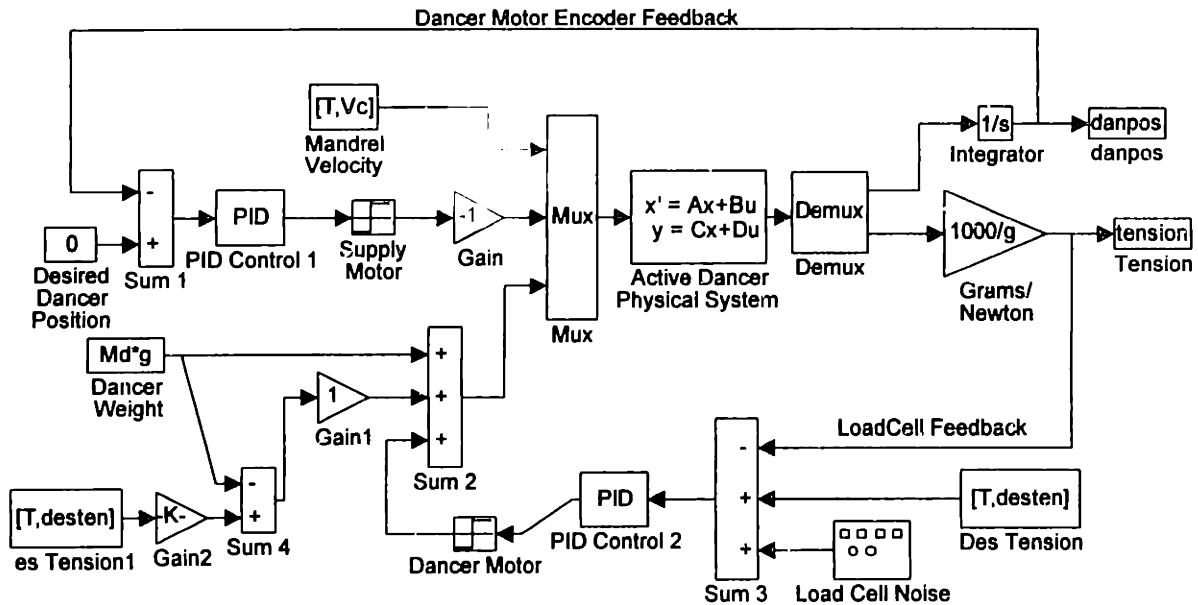 Dancer Motor Encoder Feedback
[T,Vc]
Mandrel
Velocity
1/s
Integrator
danpos
danpos
-
+
Sum 1
0
Desired
Dancer
Position
PID
PID Control 1
Supply
Motor
-1
Gain
Mux
Mux
x' = Ax+Bu
y = Cx+Du
Active Dancer
Physical System
Demux
Demux
1000/g
Grams/
Newton
tension
Tension
Md*g
Dancer
Weight
1
Gain1
+
+
+
Sum 2
[T,desten]
es Tension1
-K-
Gain2
-
+
Sum 4
Dancer Motor
PID
PID Control 2
LoadCell Feedback
-
+
+
Sum 3
[T,desten]
Des Tension
Load Cell Noise